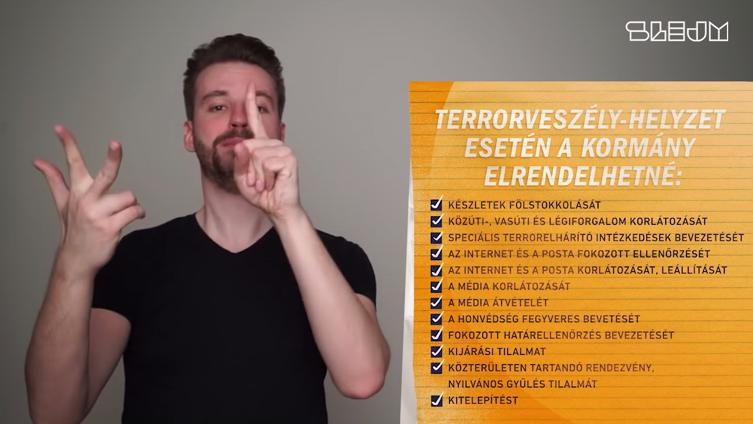 SLEJM
TERRORVESZÉLY-HELYZET
ESETÉN A KORMÁNY
ELRENDELHETNÉ:
KÉSZLETEK FÖLSTOKKOLÁSÁT
KÖZÚTI-, VASÚTI ÉS LÉGIFORGALOM KORLÁTOZÁSÁT
SPECIÁLIS TERRORELHÁRÍTÓ INTÉZKEDÉSEK BEVEZETÉSÉT
AZ INTERNET ÉS A POSTA FOKOZOTT ELLENŐRZÉSÉT
AZ INTERNET ÉS A POSTA KORLÁTOZÁSÁT, LEÁLLÍTÁSÁT
A MÉDIA KORLÁTOZÁSÁT
A MÉDIA ÁTVÉTELÉT
A HONVÉDSÉG FEGYVERES BEVETÉSÉT
FOKOZOTT HATÁRELLENŐRZÉS BEVEZETÉSÉT
KIJÁRÁSI TILALMAT
KÖZTERÜLETEN TARTANDÓ RENDEZVÉNY,
NYILVÁNOS GYŰLÉS TILALMÁT
KITELEPÍTÉST